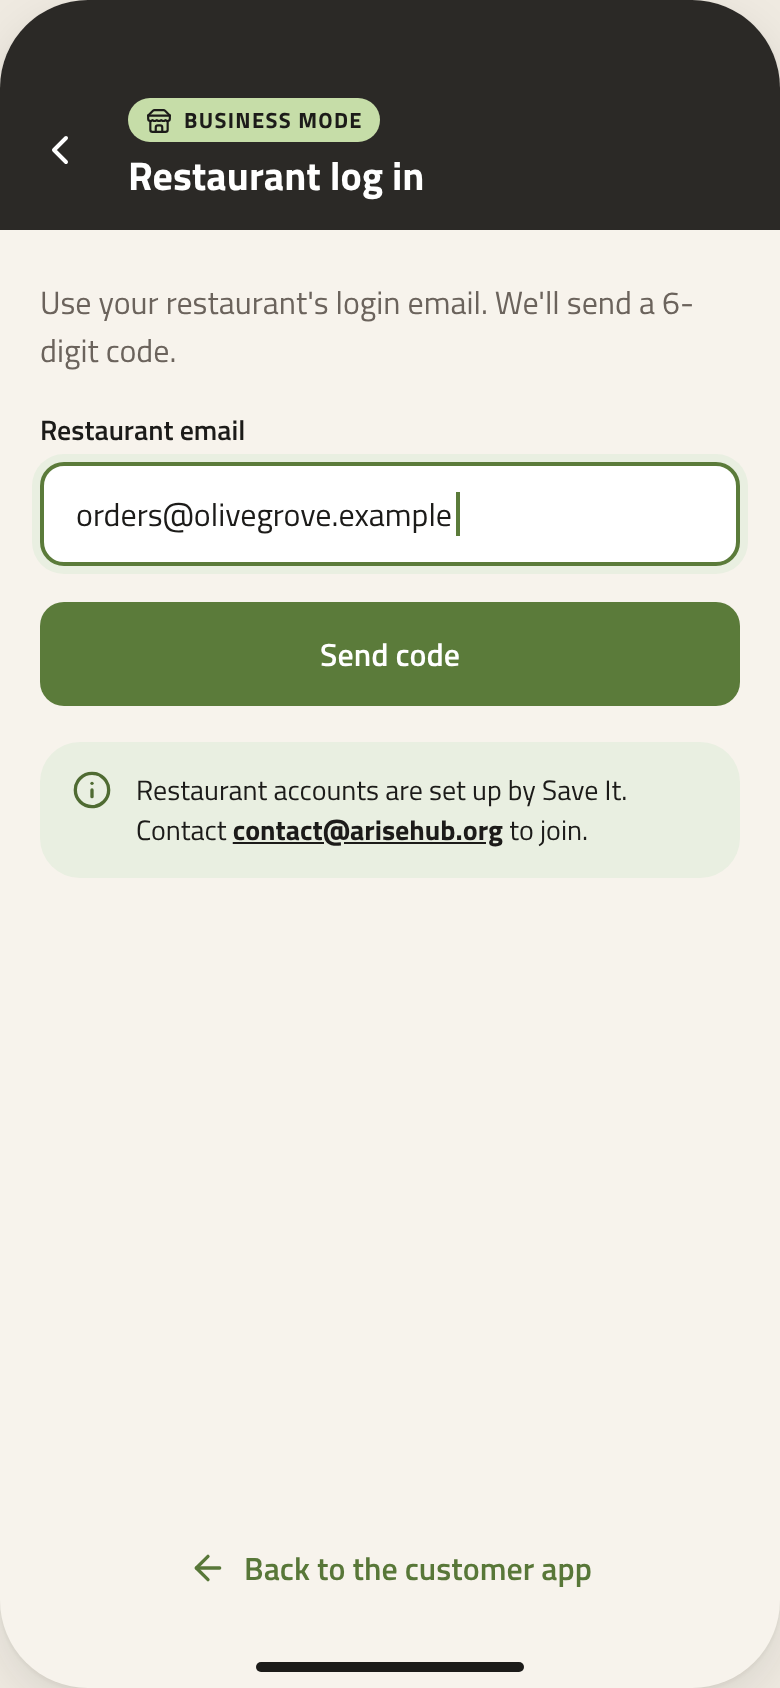 BUSINESS MODE
Restaurant log in
Use your restaurant's login email. We'll send a 6-
digit code.
Restaurant email
orders@olivegrove.example
Send code
Restaurant accounts are set up by Save It.
Contact contact@arisehub.org to join.
Back to the customer app